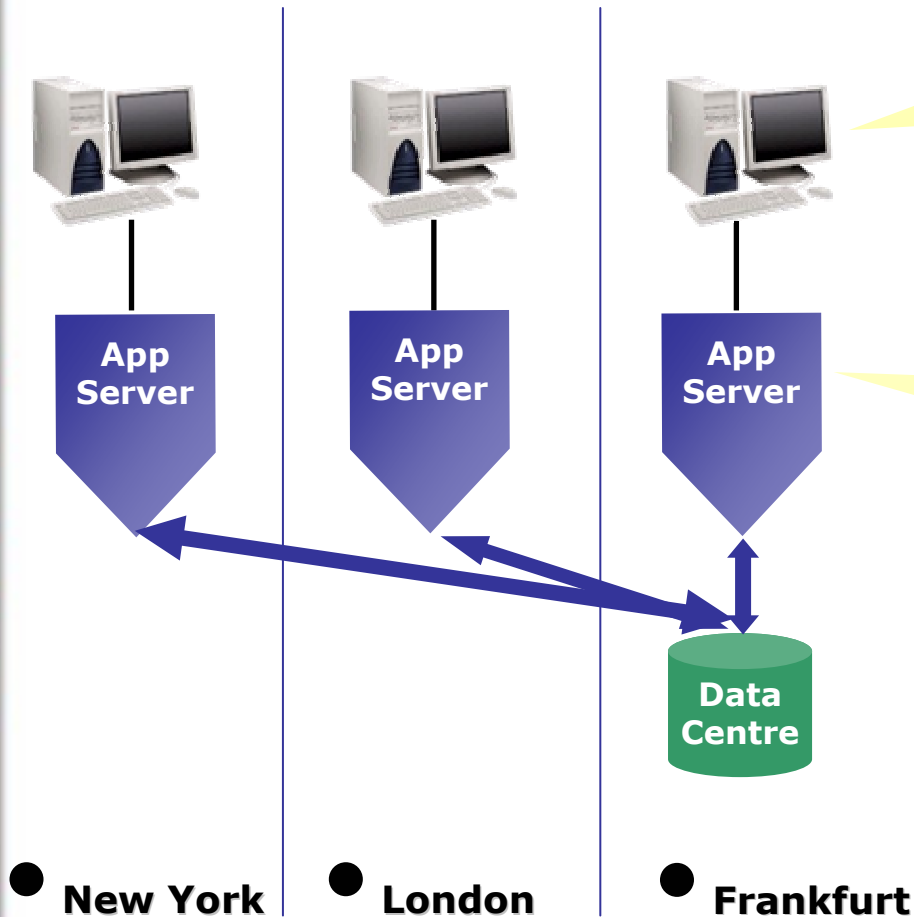 App
Server
App
Server
App
Server
Data
Centre
New York
London
Frankfurt